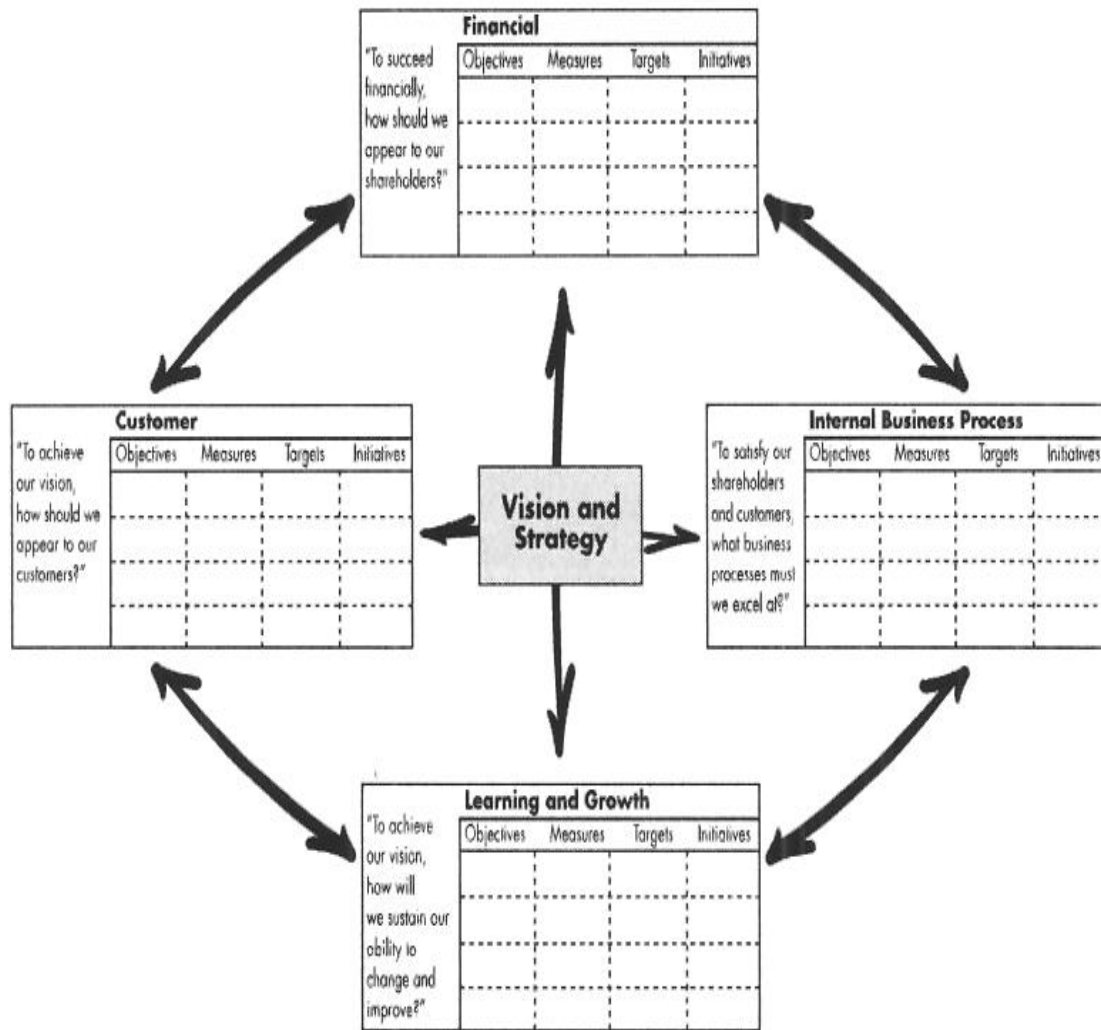 Financial
"To succeed
financially,
how should we
appear to our
shareholders?"
Objectives Measures Targets Initiatives
Customer
"To achieve
our vision,
how should we
appear to our
customers?"
Objectives Measures Targets Initiatives
Vision and
Strategy
Internal Business Process
"To satisfy our
shareholders
and customers,
what business
processes must
we excel at?"
Objectives Measures Targets Initiatives
Learning and Growth
"To achieve
our vision,
how will
we sustain our
ability to
change and
improve?"
Objectives Measures Targets Initiatives